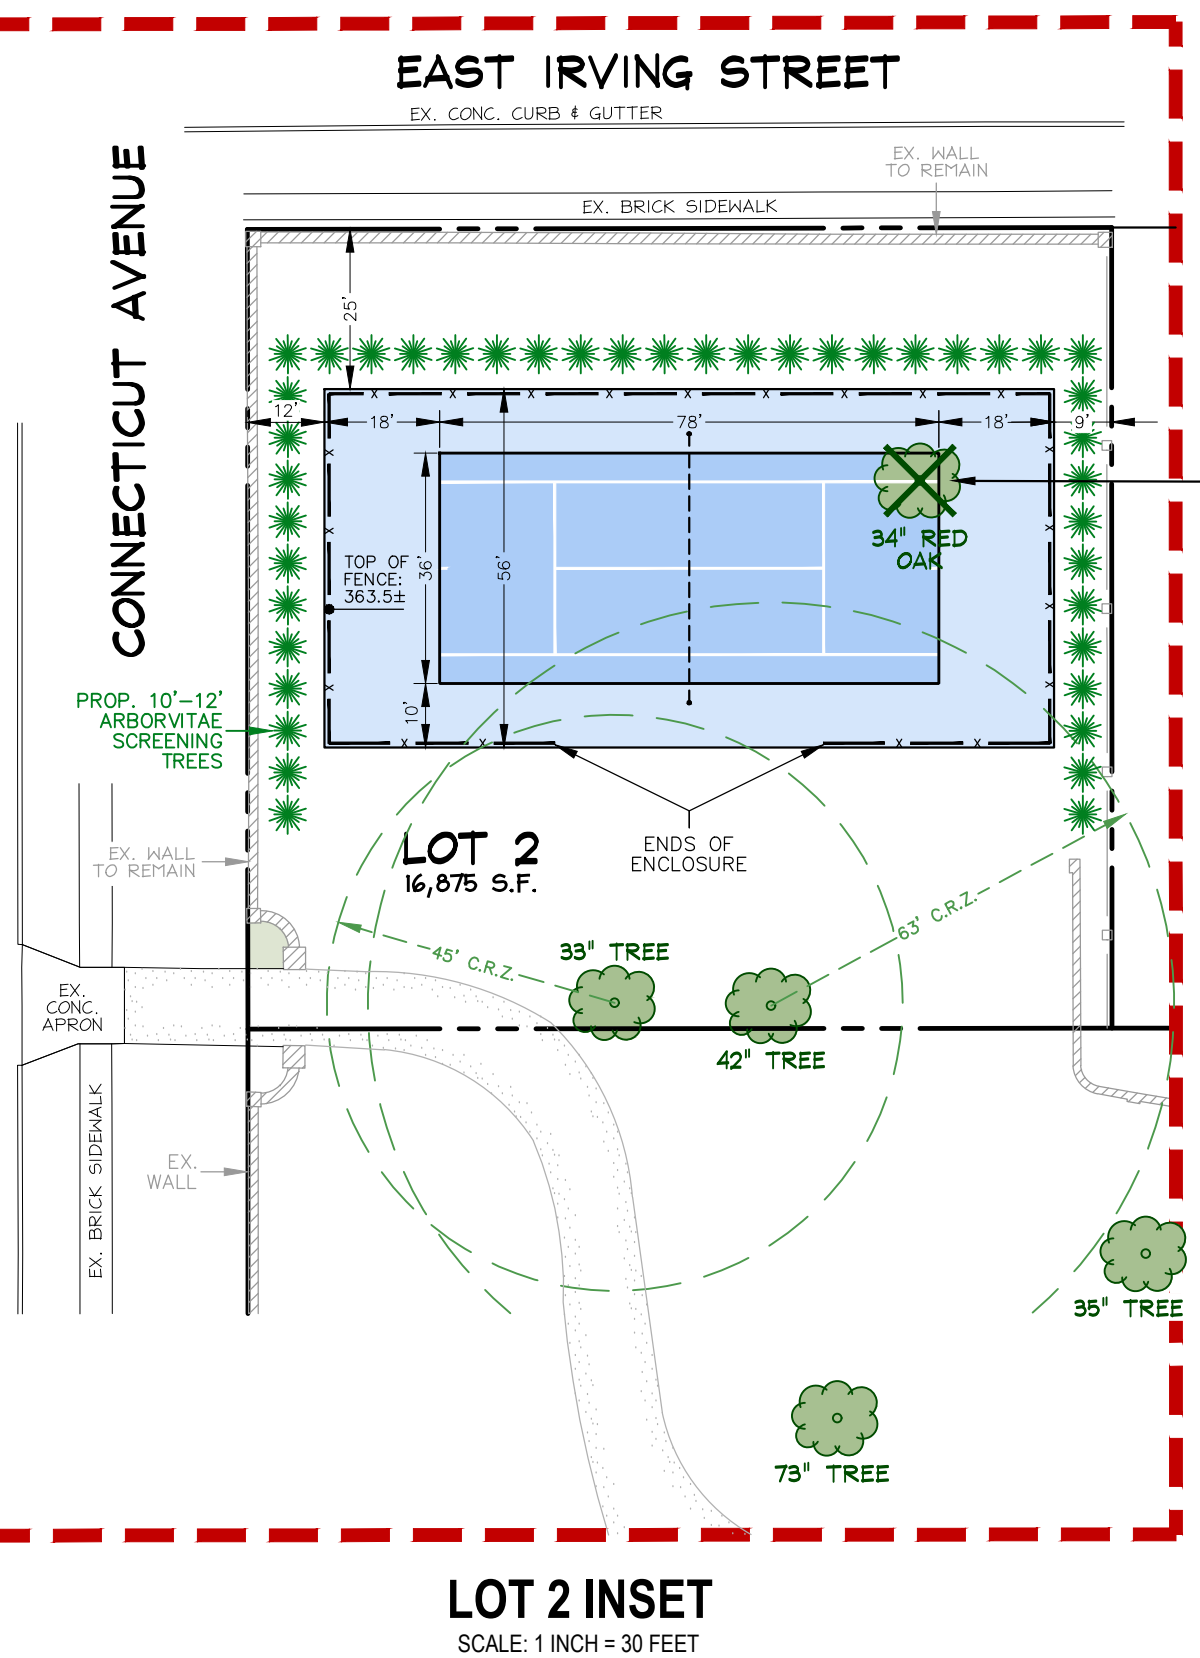 EAST IRVING STREET
EX. CONC. CURB & GUTTER
EX. WALL
TO REMAIN
EX. BRICK SIDEWALK
CONNECTICUT AVENUE
25'
12'
18'
78'
18'
9'
34" RED
OAK
TOP OF
FENCE:
363.5±
36'
56'
10'
PROP. 10'-12'
ARBORVITAE
SCREENING
TREES
ENDS OF
ENCLOSURE
LOT 2
16,875 S.F.
EX. WALL
TO REMAIN
63' C.R.Z.
45' C.R.Z.
33" TREE
42" TREE
EX.
CONC.
APRON
EX. BRICK SIDEWALK
EX.
WALL
35" TREE
73" TREE
LOT 2 INSET
SCALE: 1 INCH = 30 FEET